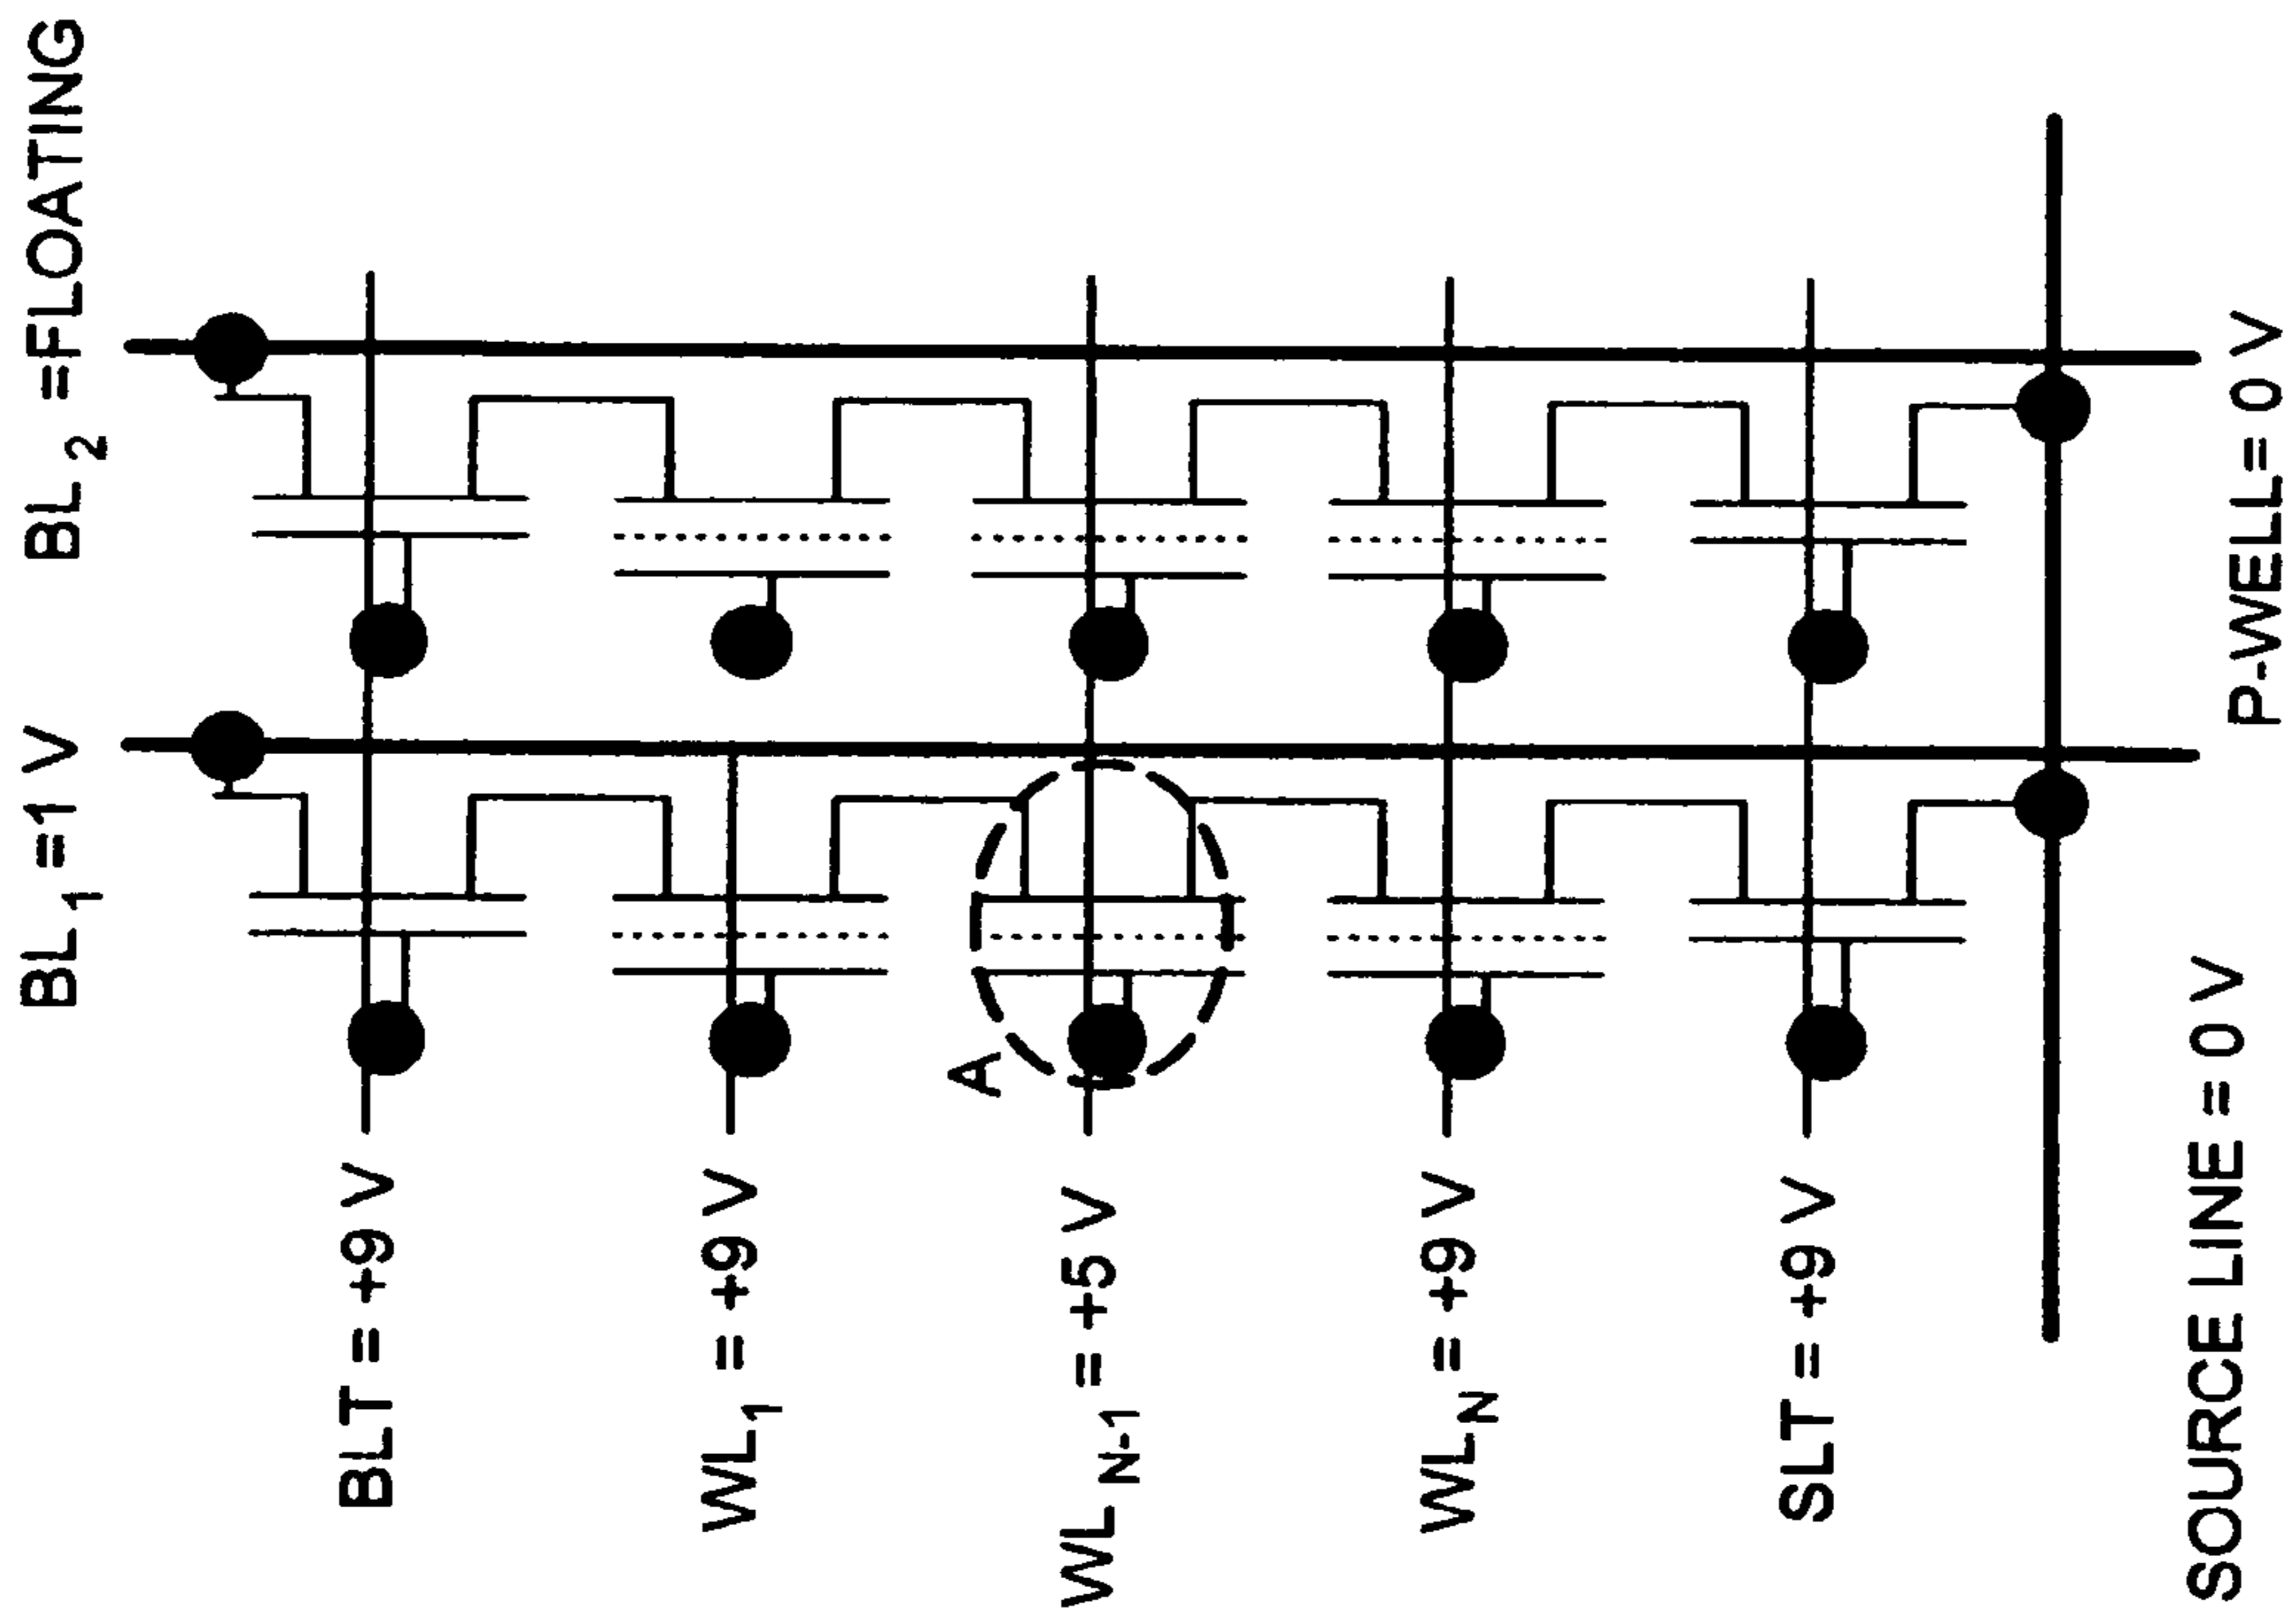 BL1 =1 V
BL2 =FLOATING
BLT = +9 V
WL1 = +9 V
A
WL N-1 = +5 V
WLN = +9 V
SLT = +9 V
SOURCE LINE = 0 V
P-WELL= 0 V